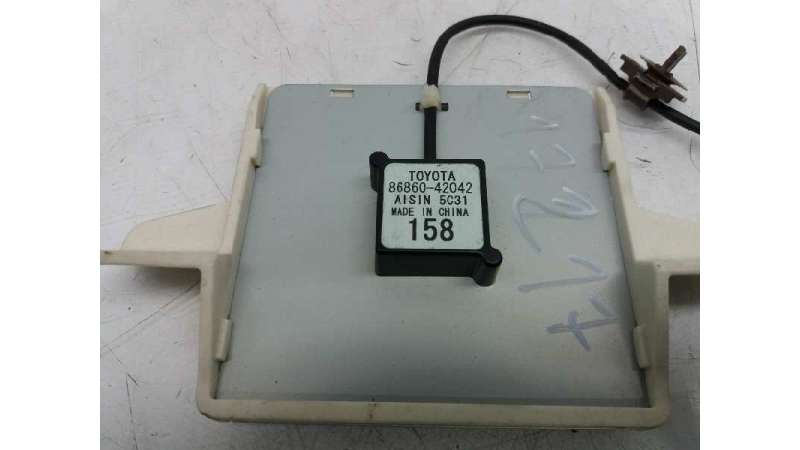 TOYOTA
86860-42042
AISIN 5C31
MADE IN CHINA
158